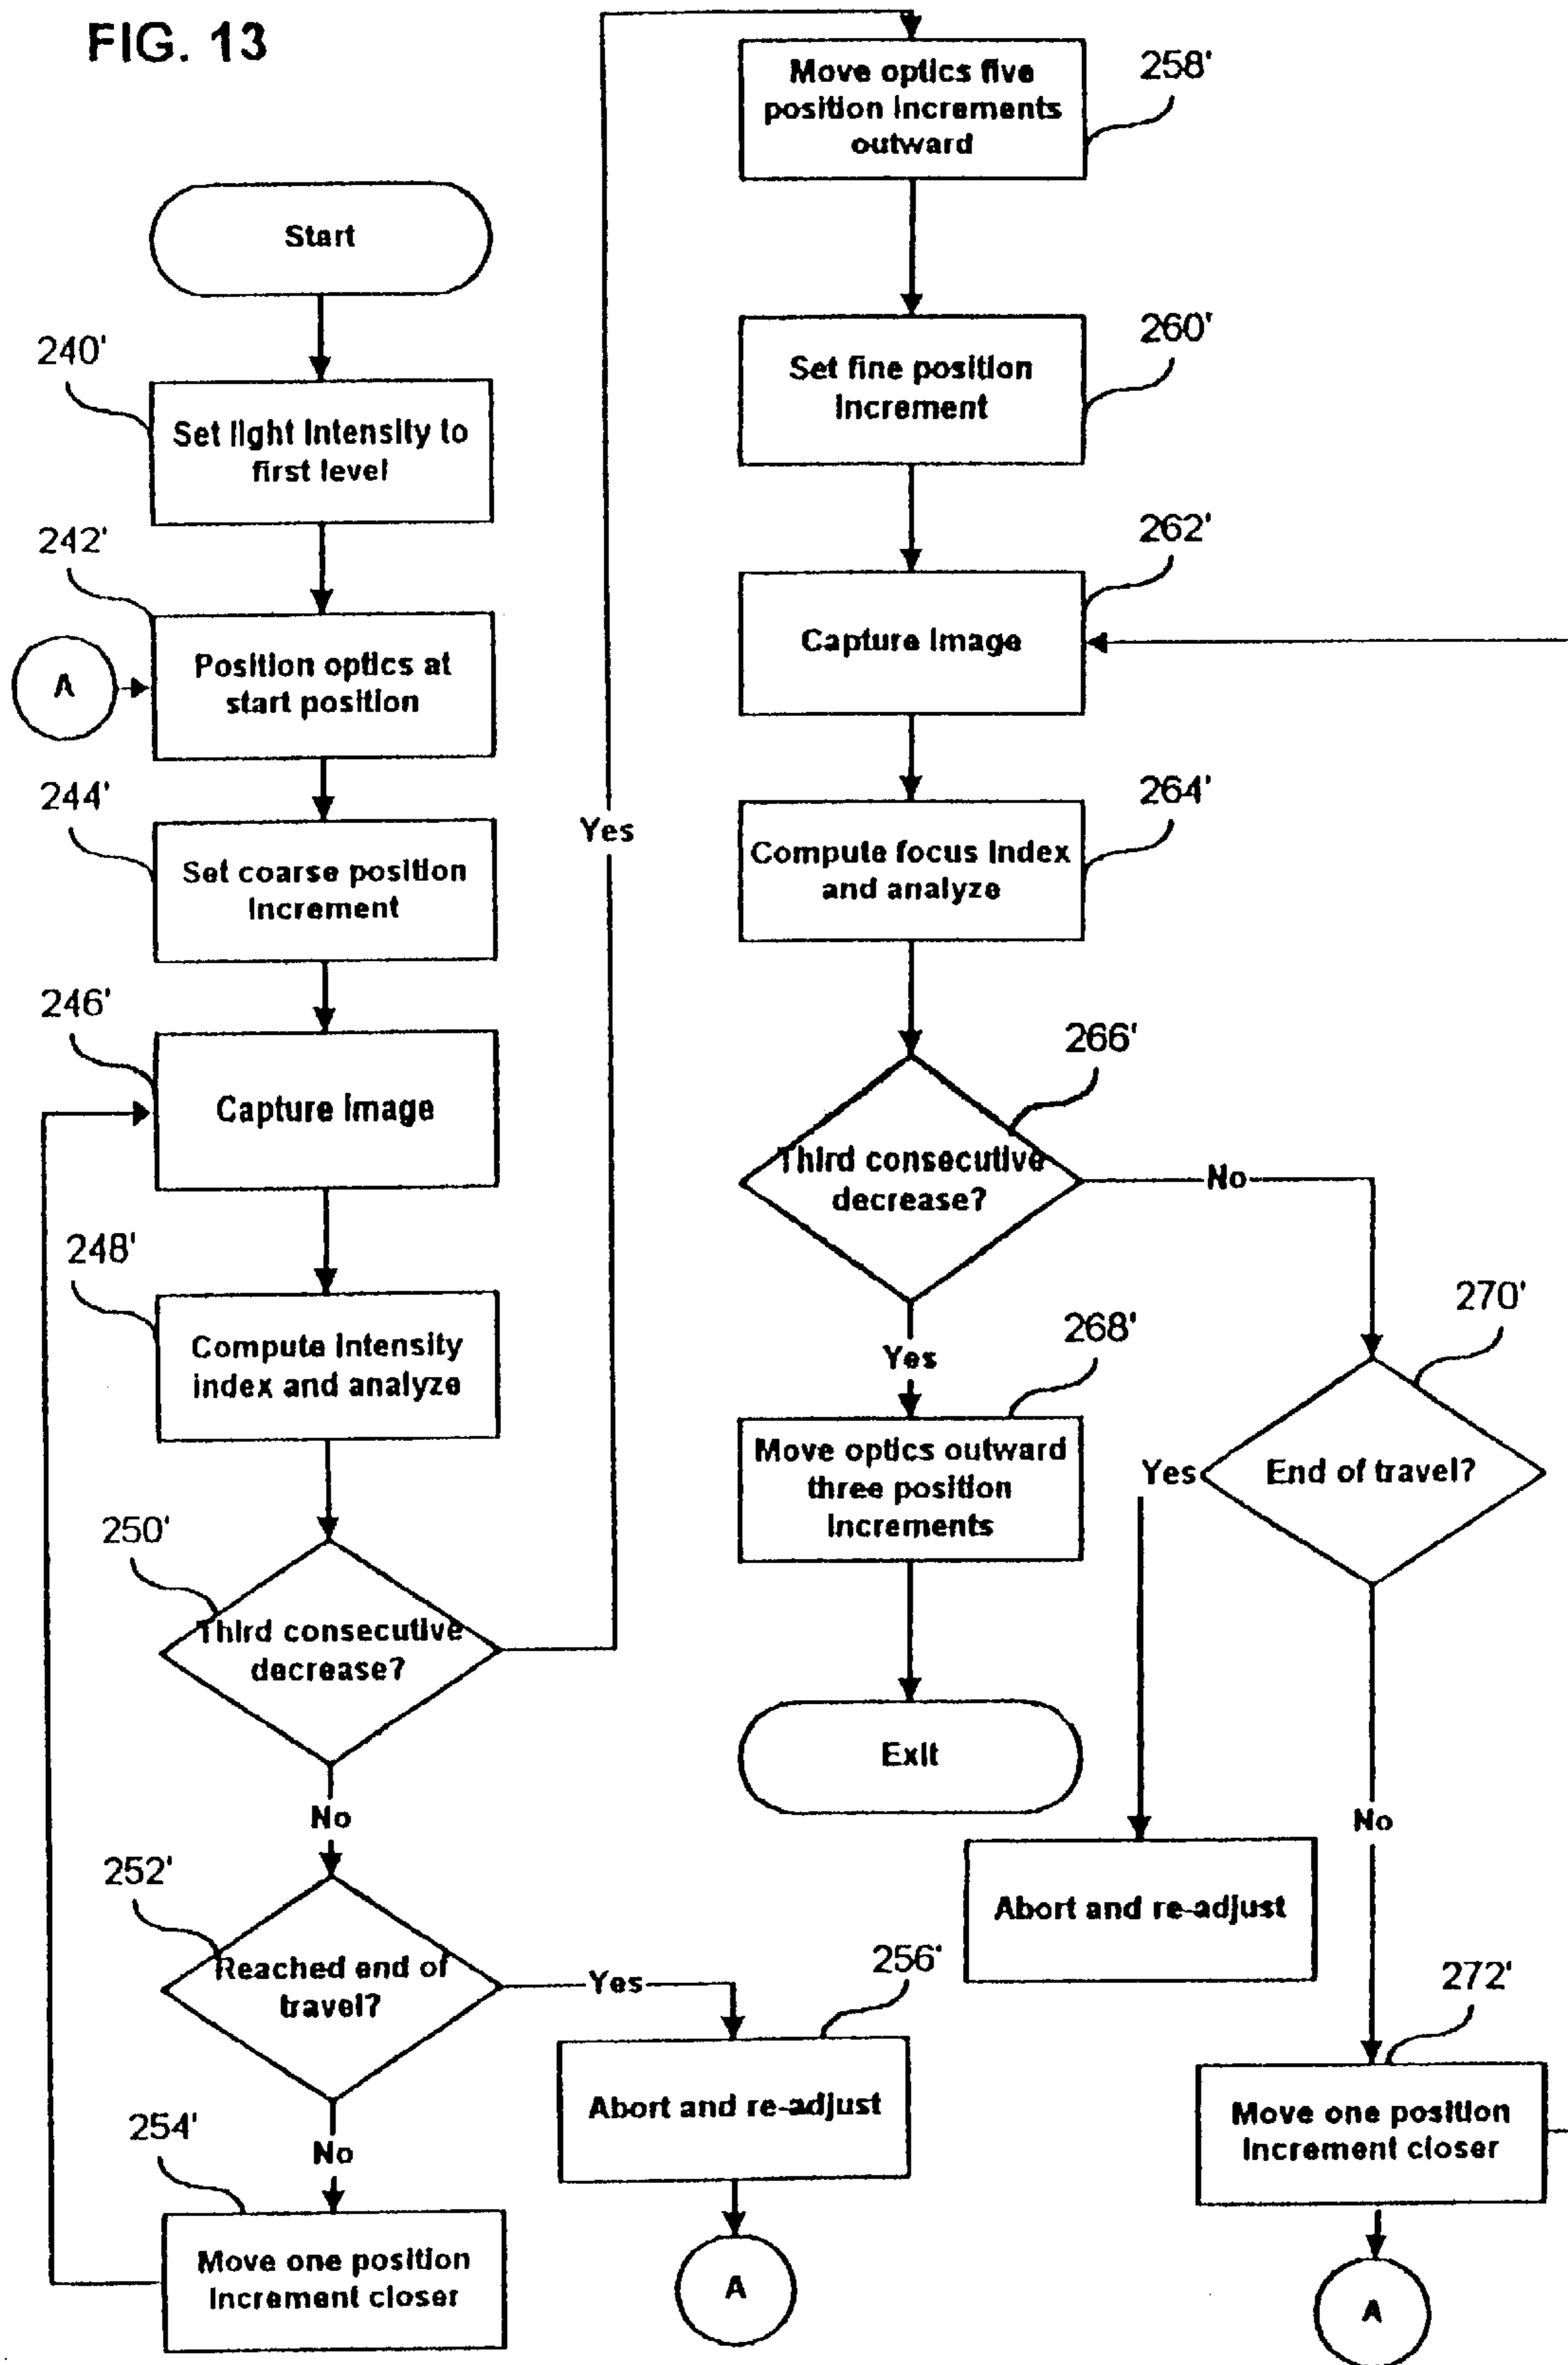 FIG. 13
Start
240'
Set light intensity to
first level
242'
A
Position optics at
start position
244'
Set coarse position
Increment
246'
Capture Image
248'
Compute Intensity
index and analyze
250'
Third consecutive
decrease?
Yes
No
252'
Reached end of
travel?
Yes
256'
Abort and re-adjust
A
No
254'
Move one position
Increment closer
258'
Move optics five
position Increments
outward
260'
Set fine position
Increment
262'
Capture Image
264'
Compute focus Index
and analyze
266'
Third consecutive
decrease?
No
Yes
268'
Move optics outward
three position
Increments
Exit
270'
End of travel?
Yes
Abort and re-adjust
No
272'
Move one position
Increment closer
A